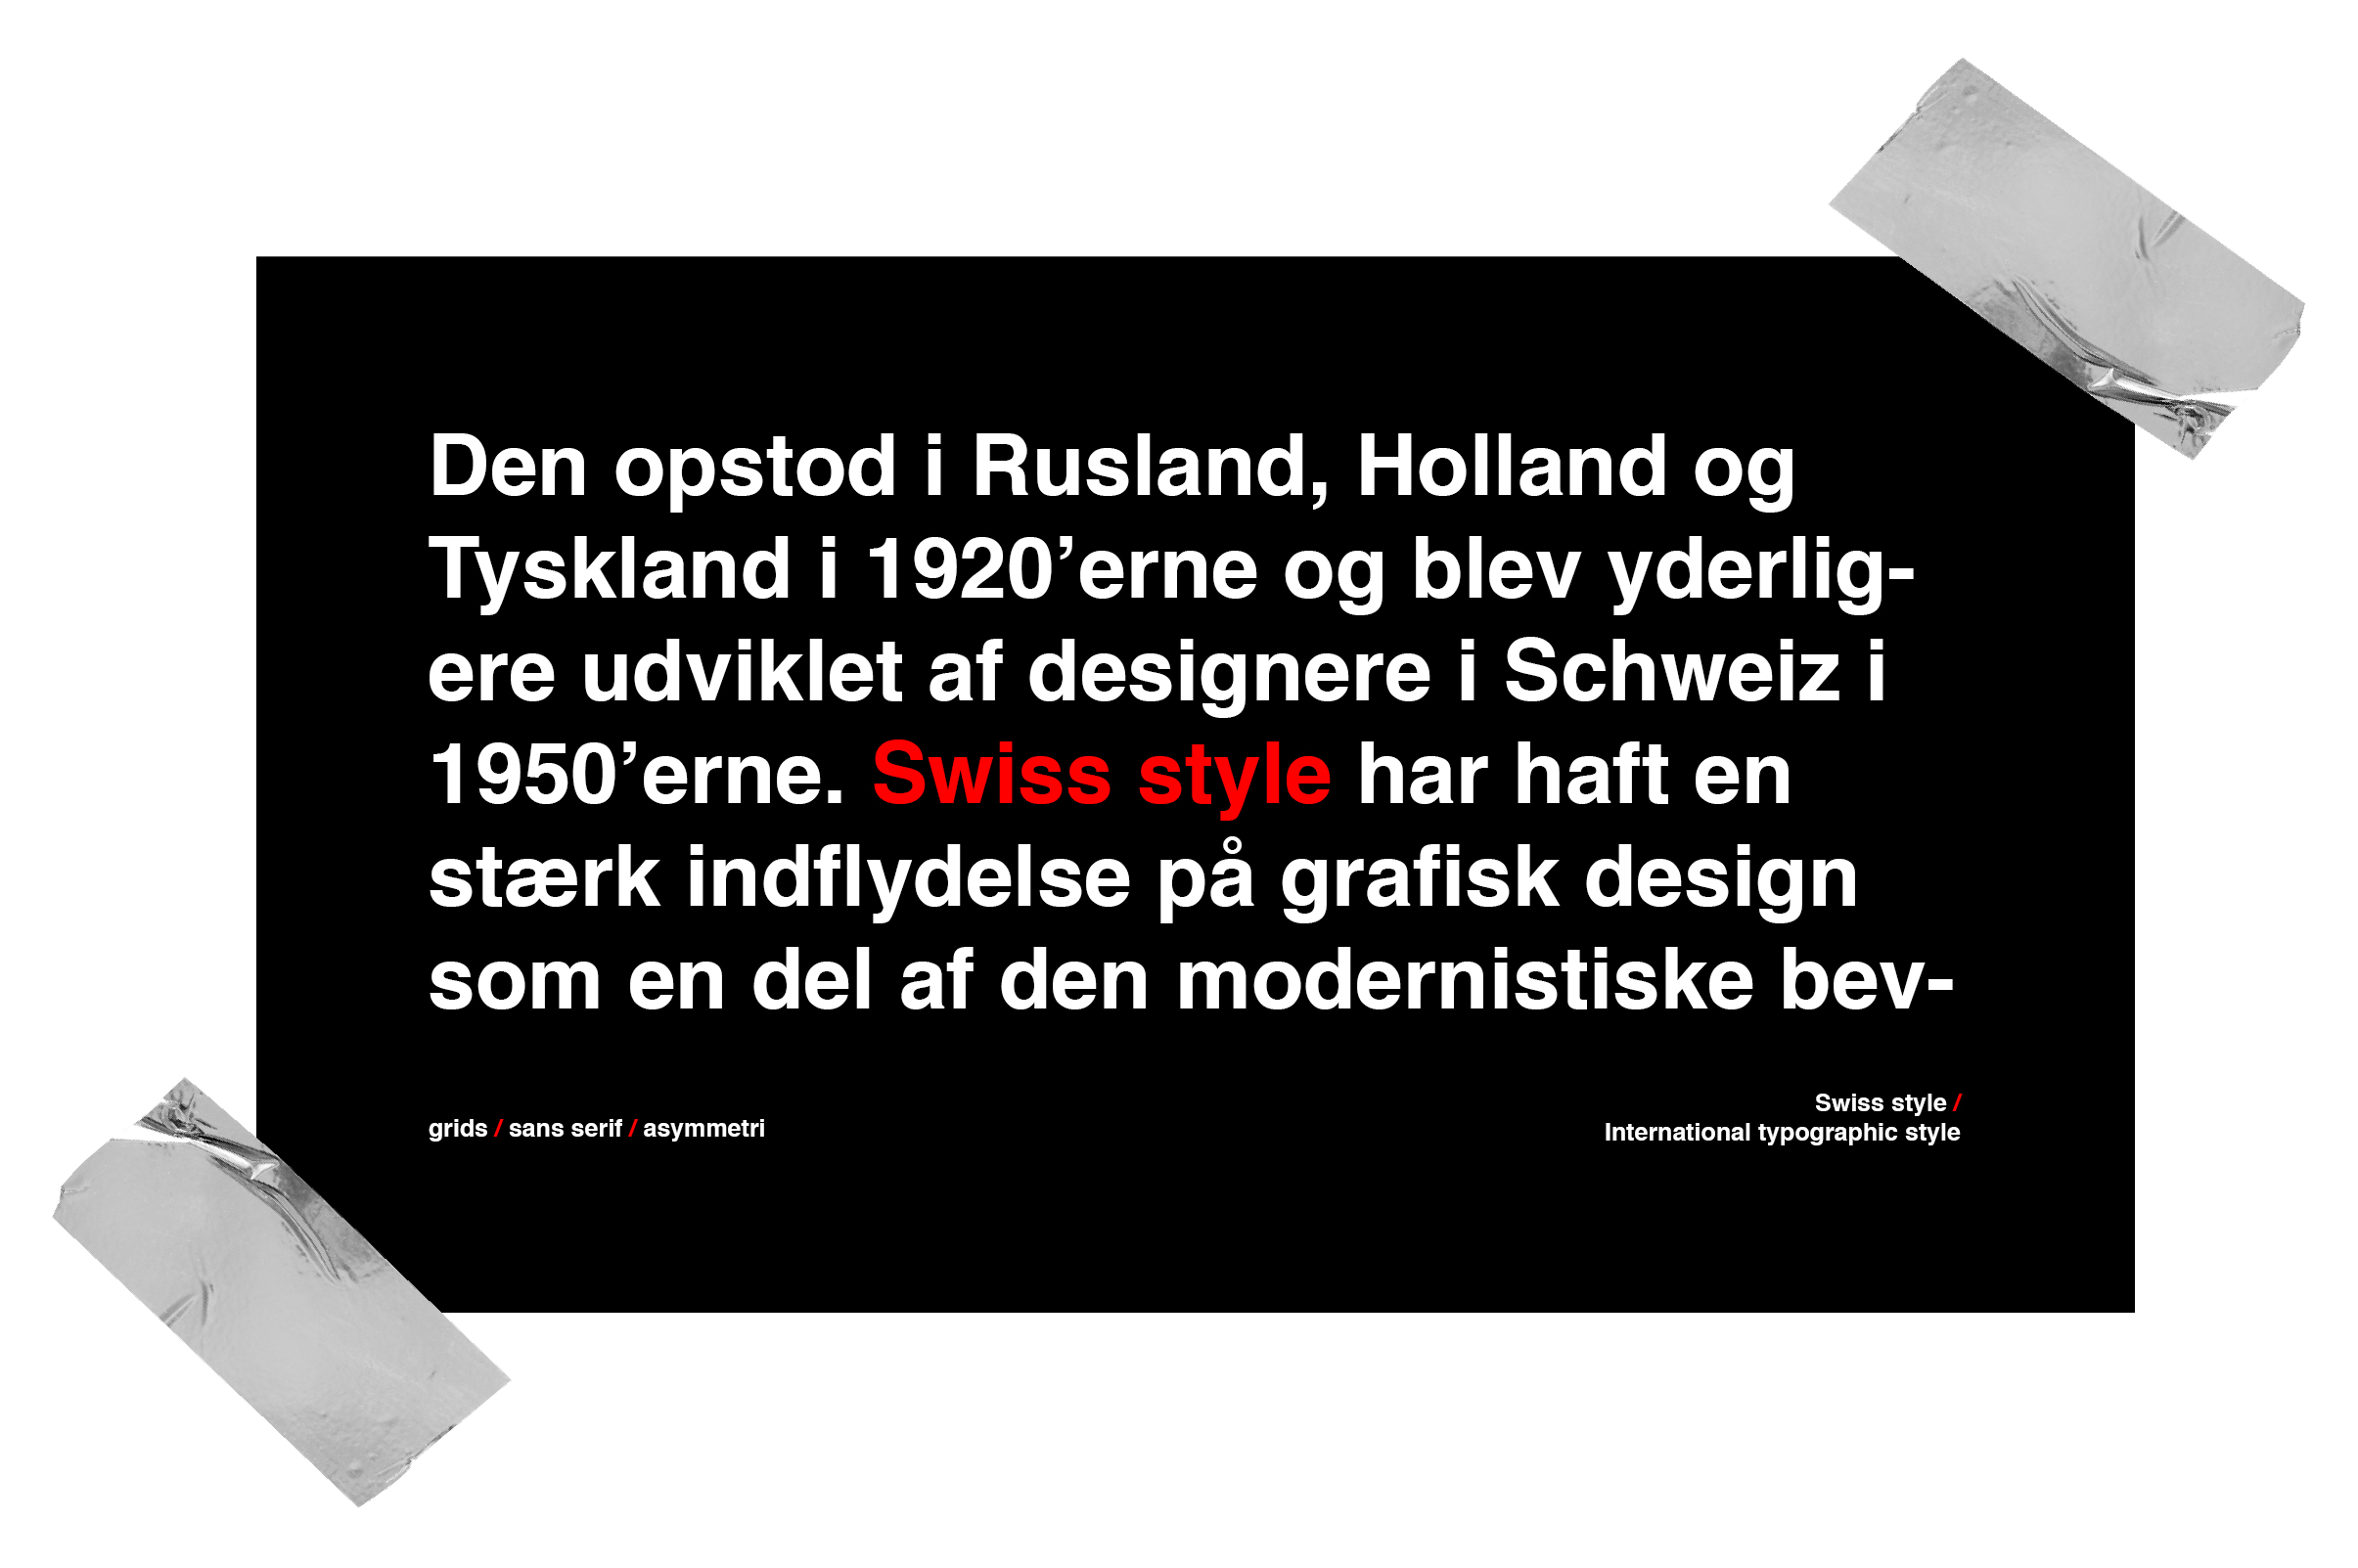 Den opstod i Rusland, Holland og
Tyskland i 1920’erne og blev yderlig-
ere udviklet af designere i Schweiz i
1950’erne. Swiss style har haft en
stærk indflydelse på grafisk design
som en del af den modernistiske bev-
grids / sans serif / asymmetri
Swiss style /
International typographic style